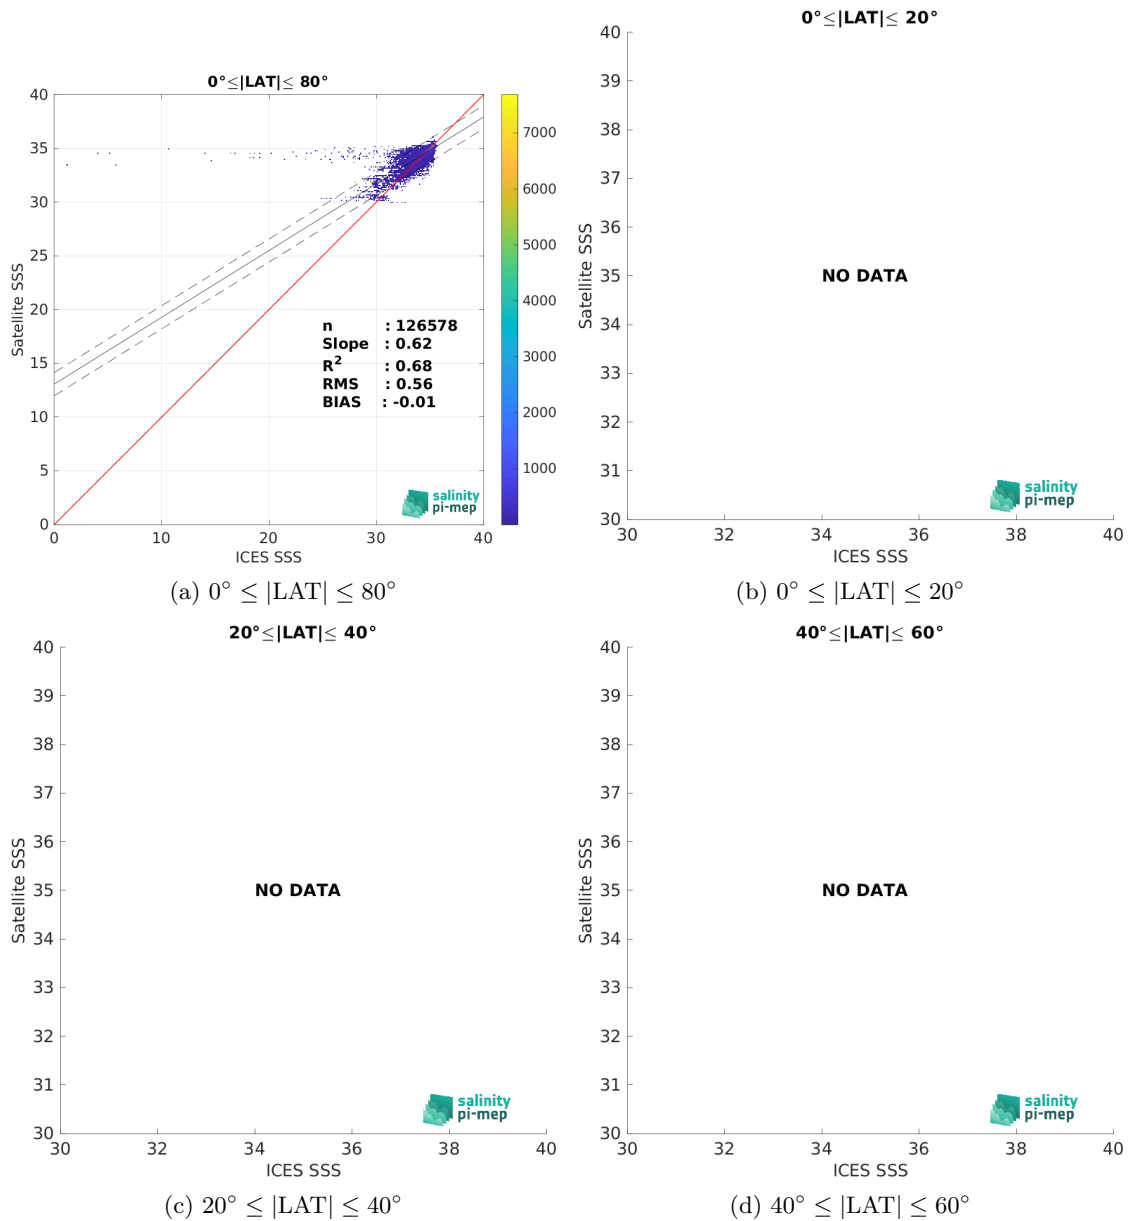 0°≤|LAT|≤ 80°
40
35
30
25
20
15
10
5
0
Satellite SSS
0
10
20
30
40
ICES SSS
n : 126578
Slope : 0.62
R² : 0.68
RMS : 0.56
BIAS : -0.01
7000
6000
5000
4000
3000
2000
1000
salinity
pi-mep
(a) 0° ≤ |LAT| ≤ 80°
0°≤|LAT|≤ 20°
40
39
38
37
36
35
34
33
32
31
30
Satellite SSS
NO DATA
30
32
34
36
38
40
ICES SSS
salinity
pi-mep
(b) 0° ≤ |LAT| ≤ 20°
20°≤|LAT|≤ 40°
40
39
38
37
36
35
34
33
32
31
30
Satellite SSS
NO DATA
30
32
34
36
38
40
ICES SSS
salinity
pi-mep
(c) 20° ≤ |LAT| ≤ 40°
40°≤|LAT|≤ 60°
40
39
38
37
36
35
34
33
32
31
30
Satellite SSS
NO DATA
30
32
34
36
38
40
ICES SSS
salinity
pi-mep
(d) 40° ≤ |LAT| ≤ 60°